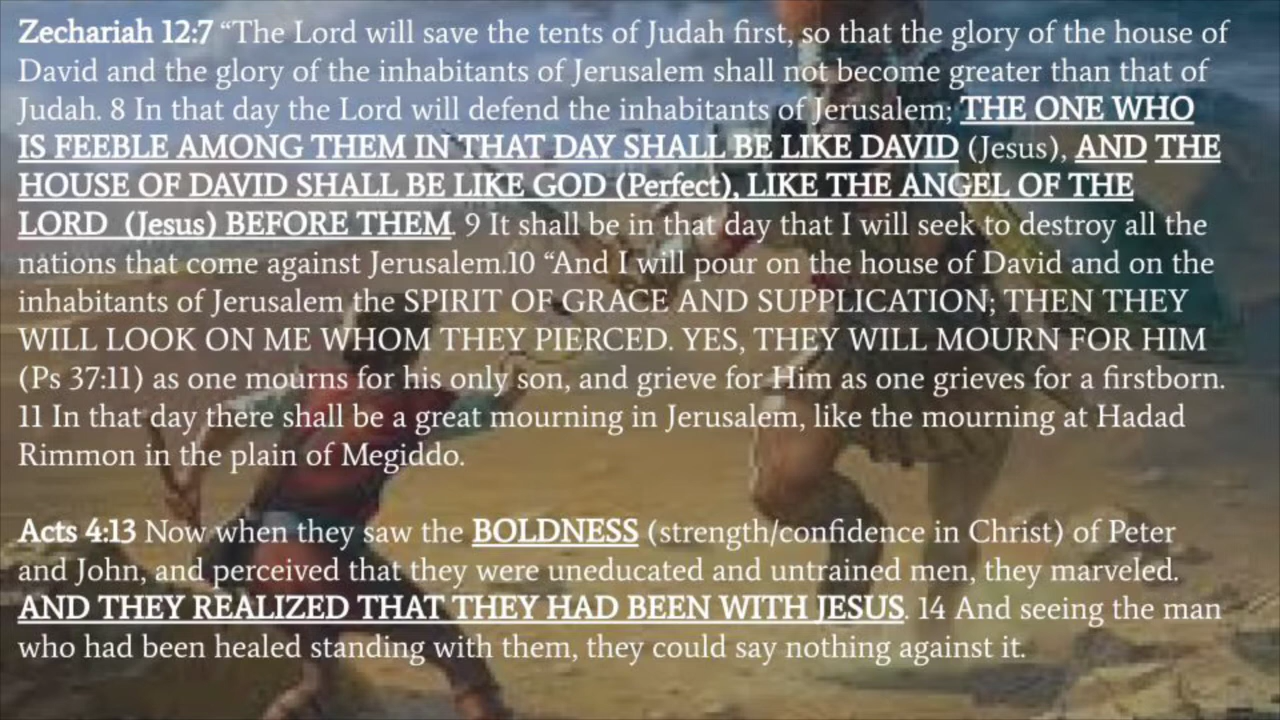 Zechariah 12:7 “The Lord will save the tents of Judah first, so that the glory of the house of
David and the glory of the inhabitants of Jerusalem shall not become greater than that of
Judah. 8 In that day the Lord will defend the inhabitants of Jerusalem; THE ONE WHO
IS FEEBLE AMONG THEM IN THAT DAY SHALL BE LIKE DAVID (Jesus), AND THE
HOUSE OF DAVID SHALL BE LIKE GOD (Perfect), LIKE THE ANGEL OF THE
LORD (Jesus) BEFORE THEM. 9 It shall be in that day that I will seek to destroy all the
nations that come against Jerusalem.10 “And I will pour on the house of David and on the
inhabitants of Jerusalem the SPIRIT OF GRACE AND SUPPLICATION; THEN THEY
WILL LOOK ON ME WHOM THEY PIERCED. YES, THEY WILL MOURN FOR HIM
(Ps 37:11) as one mourns for his only son, and grieve for Him as one grieves for a firstborn.
11 In that day there shall be a great mourning in Jerusalem, like the mourning at Hadad
Rimmon in the plain of Megiddo.
Acts 4:13 Now when they saw the BOLDNESS (strength/confidence in Christ) of Peter
and John, and perceived that they were uneducated and untrained men, they marveled.
AND THEY REALIZED THAT THEY HAD BEEN WITH JESUS. 14 And seeing the man
who had been healed standing with them, they could say nothing against it.